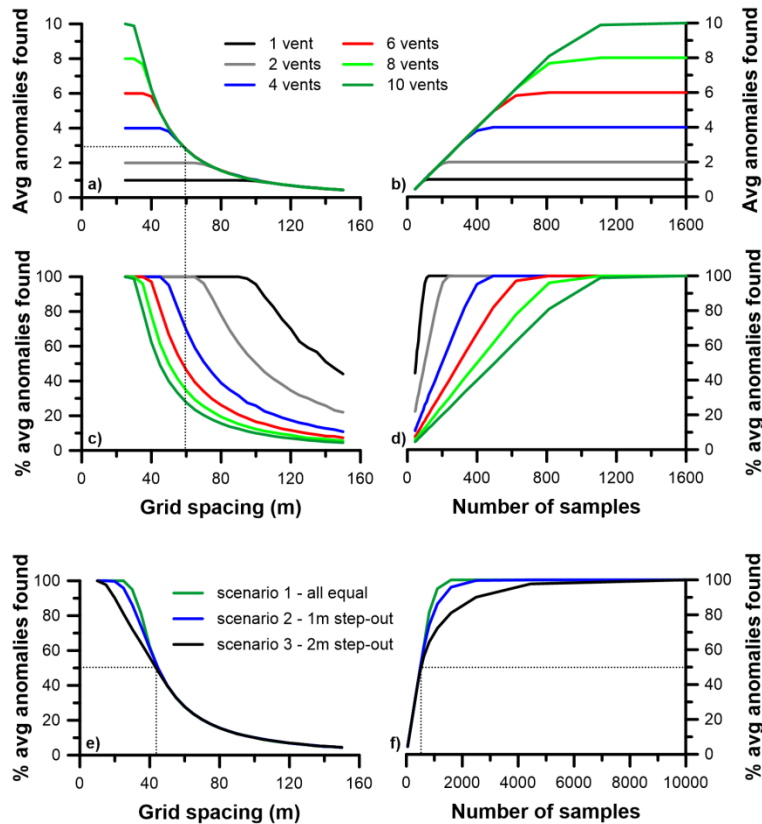 Avg anomalies found
10
8
6
4
2
0
a)
0 40 80 120 160
1 vent
2 vents
4 vents
6 vents
8 vents
10 vents
b)
0 400 800 1200 1600
10
8
6
4
2
0
Avg anomalies found
% avg anomalies found
100
80
60
40
20
0
c)
0 40 80 120 160
Grid spacing (m)
d)
0 400 800 1200 1600
Number of samples
100
80
60
40
20
0
% avg anomalies found
% avg anomalies found
100
80
60
40
20
0
e)
0 40 80 120 160
Grid spacing (m)
scenario 1 - all equal
scenario 2 - 1m step-out
scenario 3 - 2m step-out
f)
0 2000 4000 6000 8000 10000
Number of samples
100
80
60
40
20
0
% avg anomalies found